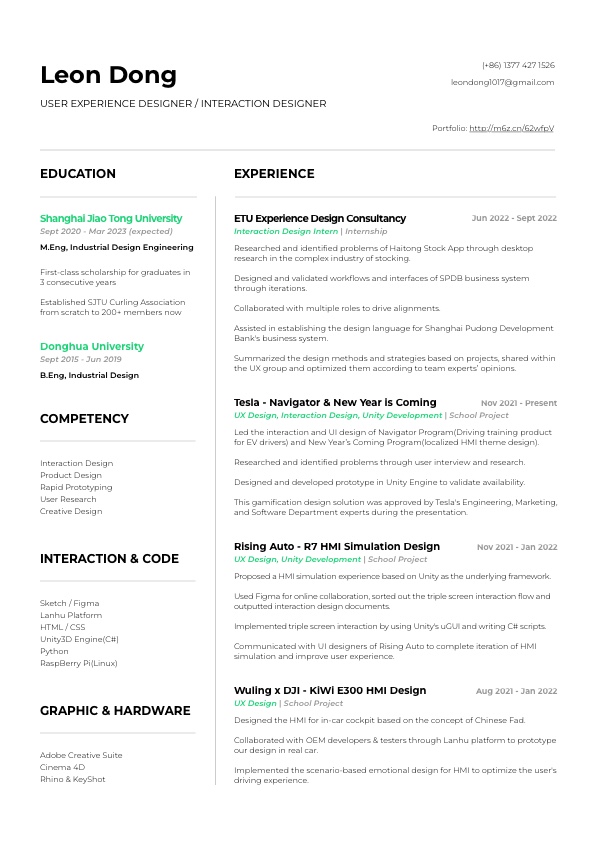 Leon Dong
USER EXPERIENCE DESIGNER / INTERACTION DESIGNER
(+86) 1377 427 1526
leondong1017@gmail.com
Portfolio: http://m6z.cn/62wfpV
EDUCATION
Shanghai Jiao Tong University
Sept 2020 - Mar 2023 (expected)
M.Eng, Industrial Design Engineering
First-class scholarship for graduates in
3 consecutive years
Established SJTU Curling Association
from scratch to 200+ members now
Donghua University
Sept 2015 - Jun 2019
B.Eng, Industrial Design
COMPETENCY
Interaction Design
Product Design
Rapid Prototyping
User Research
Creative Design
INTERACTION & CODE
Sketch / Figma
Lanhu Platform
HTML / CSS
Unity3D Engine(C#)
Python
RaspBerry Pi(Linux)
GRAPHIC & HARDWARE
Adobe Creative Suite
Cinema 4D
Rhino & KeyShot
EXPERIENCE
ETU Experience Design Consultancy
Jun 2022 - Sept 2022
Interaction Design Intern | Internship
Researched and identified problems of Haitong Stock App through desktop
research in the complex industry of stocking.
Designed and validated workflows and interfaces of SPDB business system
through iterations.
Collaborated with multiple roles to drive alignments.
Assisted in establishing the design language for Shanghai Pudong Development
Bank's business system.
Summarized the design methods and strategies based on projects, shared within
the UX group and optimized them according to team experts' opinions.
Tesla - Navigator & New Year is Coming
Nov 2021 - Present
UX Design, Interaction Design, Unity Development | School Project
Led the interaction and UI design of Navigator Program(Driving training product
for EV drivers) and New Year's Coming Program(localized HMI theme design).
Researched and identified problems through user interview and research.
Designed and developed prototype in Unity Engine to validate availability.
This gamification design solution was approved by Tesla's Engineering, Marketing,
and Software Department experts during the presentation.
Rising Auto - R7 HMI Simulation Design
Nov 2021 - Jan 2022
UX Design, Unity Development | School Project
Proposed a HMI simulation experience based on Unity as the underlying framework.
Used Figma for online collaboration, sorted out the triple screen interaction flow and
outputted interaction design documents.
Implemented triple screen interaction by using Unity's uGUI and writing C# scripts.
Communicated with UI designers of Rising Auto to complete iteration of HMI
simulation and improve user experience.
Wuling x DJI - KiWi E300 HMI Design
Aug 2021 - Jan 2022
UX Design | School Project
Designed the HMI for in-car cockpit based on the concept of Chinese Fad.
Collaborated with OEM developers & testers through Lanhu platform to prototype
our design in real car.
Implemented the scenario-based emotional design for HMI to optimize the user's
driving experience.